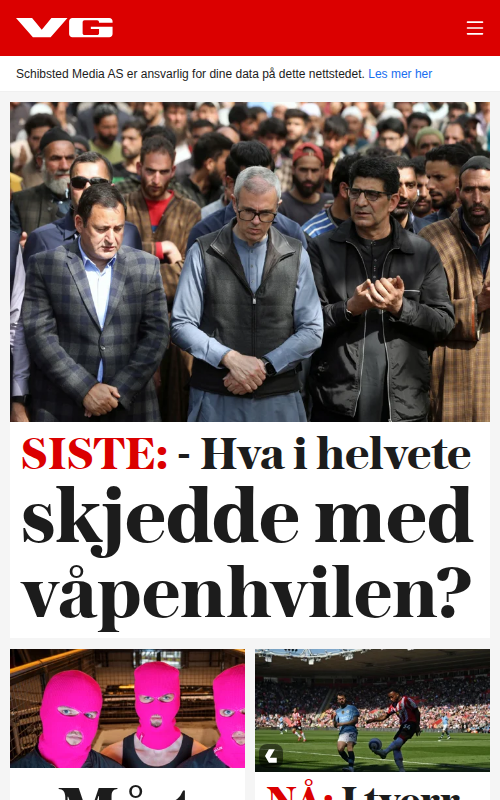 VG
Schibsted Media AS er ansvarlig for dine data på dette nettstedet. Les mer her
SISTE: - Hva i helvete
skjedde med
våpenhvilen?
NÅ: